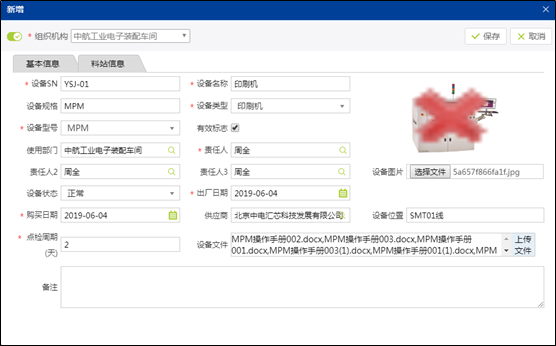 新增
* 组织机构 中航工业电子装配车间 保存 取消
基本信息 料站信息
* 设备SN YSJ-01 * 设备名称 印刷机
设备规格 MPM * 设备类型 印刷机
* 设备型号 MPM 有效标志
使用部门 中航工业电子装配车间 * 责任人 周全
责任人2 周全 责任人3 周全 设备图片 选择文件 5a657f866fa1f.jpg
设备状态 正常 * 出厂日期 2019-06-04
* 购买日期 2019-06-04 供应商 北京中电汇芯科技发展有限公司 设备位置 SMT01线
* 点检周期 2 设备文件 MPM操作手册002.docx,MPM操作手册003.docx,MPM操作手册 上传
(天) 001.docx,MPM操作手册003(1).docx,MPM操作手册001(1).docx,MPM 文件
备注